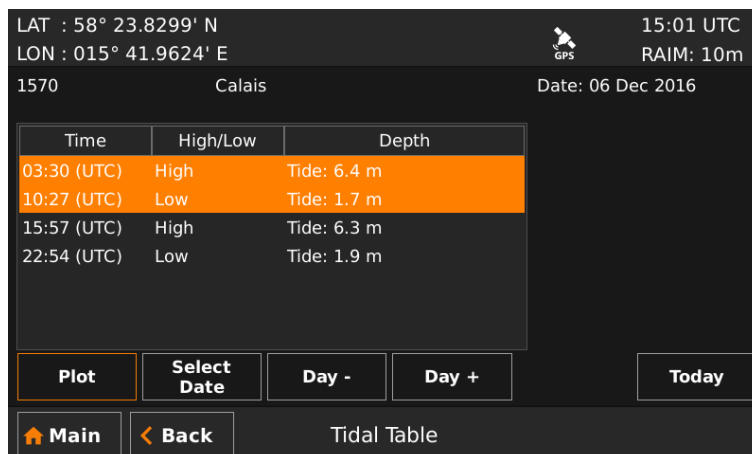 LAT : 58° 23.8299' N
15:01 UTC
LON : 015° 41.9624' E
GPS
RAIM: 10m
1570 Calais Date: 06 Dec 2016
Time High/Low Depth
03:30 (UTC) High Tide: 6.4 m
10:27 (UTC) Low Tide: 1.7 m
15:57 (UTC) High Tide: 6.3 m
22:54 (UTC) Low Tide: 1.9 m
Plot
Select
Date
Day -
Day +
Today
Main
Back
Tidal Table